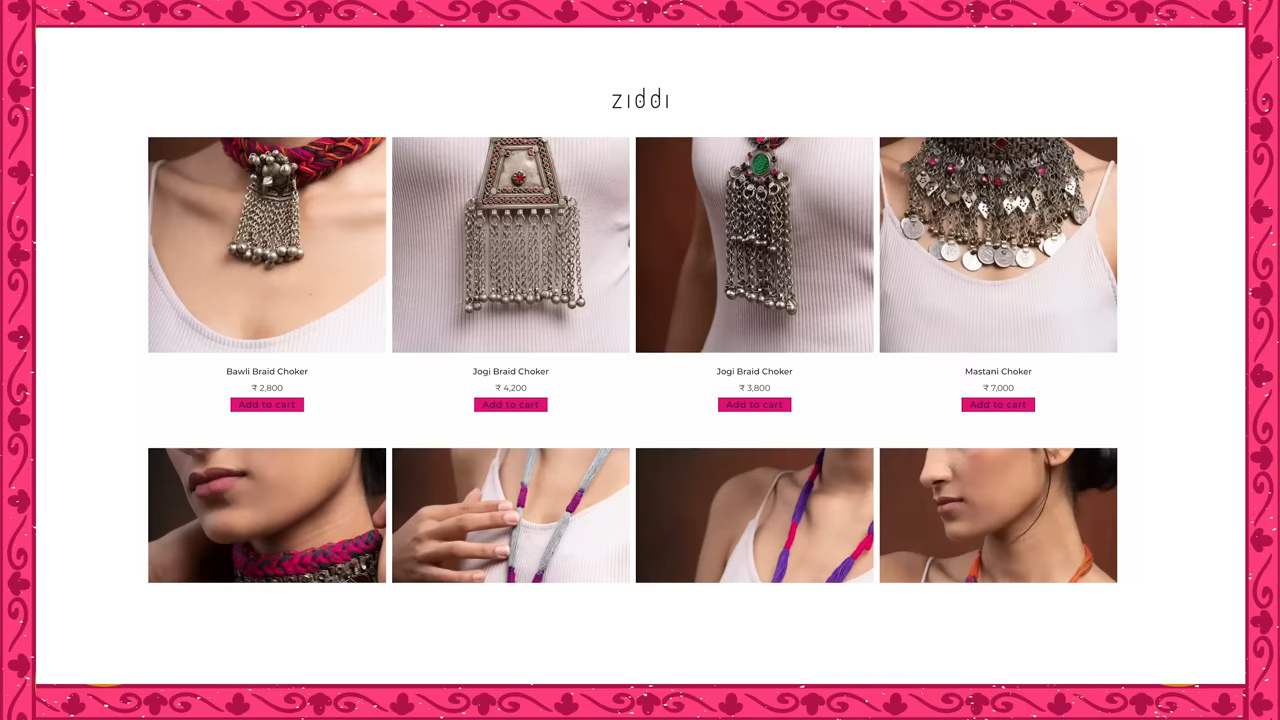 ziddi
Bawli Braid Choker
₹ 2,800
Add to cart
Jogi Braid Choker
₹ 4,200
Add to cart
Jogi Braid Choker
₹ 3,800
Add to cart
Mastani Choker
₹ 7,000
Add to cart